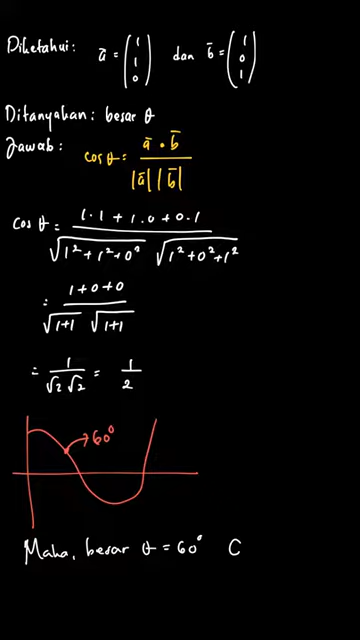 Diketahui: ā = (1 1 0) dan b̄ = (1 0 1)
Ditanyakan: besar θ
Jawab: cos θ = ā • b̄ / |ā| |b̄|
cos θ = 1.1 + 1.0 + 0.1 / √1²+1²+0² √1²+0²+1²
= 1+0+0 / √1+1 √1+1
= 1 / √2 √2 = 1/2
60°
Maka, besar θ = 60° C